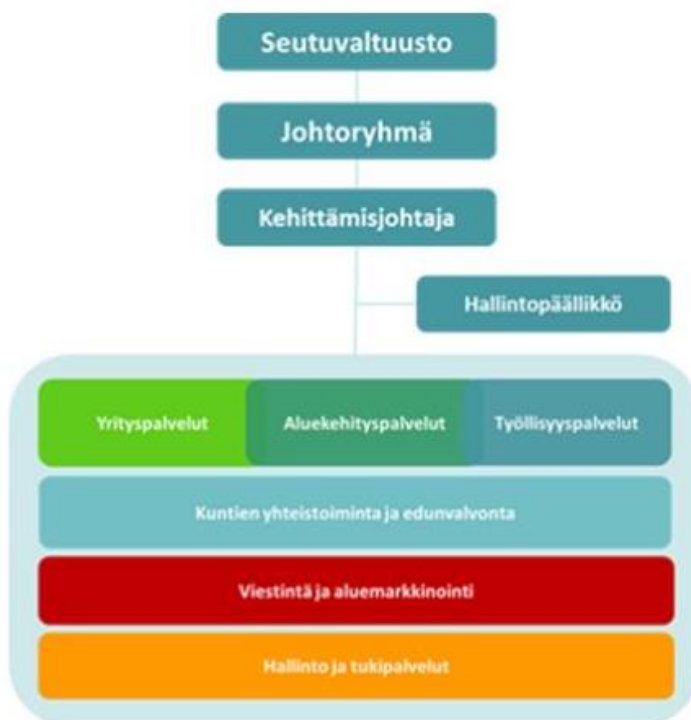 Seutuvaltuusto
Johtoryhmä
Kehittämisjohtaja
Hallintopäällikkö
Yrityspalvelut
Aluekehityspalvelut
Työllisyyspalvelut
Kuntien yhteistoiminta ja edunvalvonta
Viestintä ja aluemarkkinointi
Hallinto ja tukipalvelut